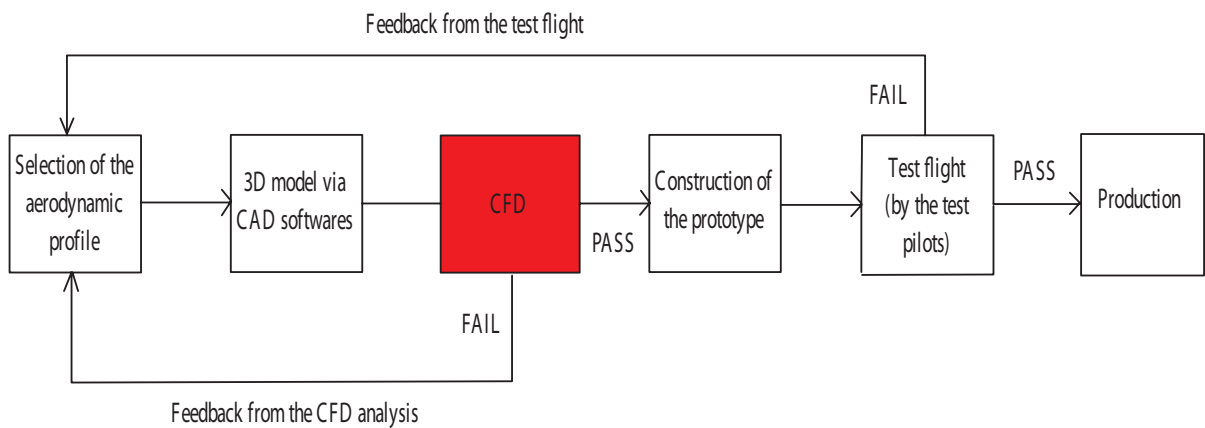 Feedback from the test flight
FAIL
Selection of the
aerodynamic
profile
3D model via
CAD softwares
CFD
PASS
Construction of
the prototype
Test flight
(by the test
pilots)
PASS
Production
FAIL
Feedback from the CFD analysis